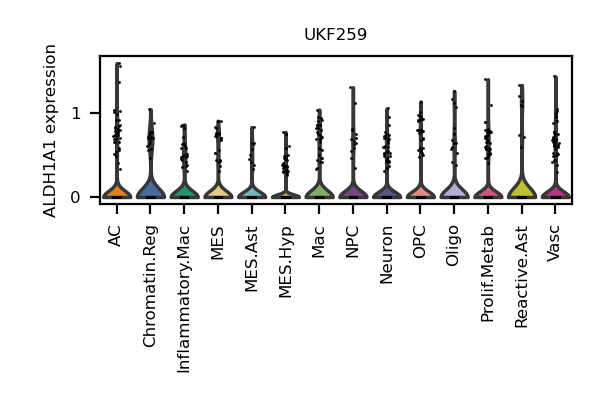 UKF259
ALDH1A1 expression
1
0
AC
Chromatin.Reg
Inflammatory.Mac
MES
MES.Ast
MES.Hyp
Mac
NPC
Neuron
OPC
Oligo
Prolif.Metab
Reactive.Ast
Vasc